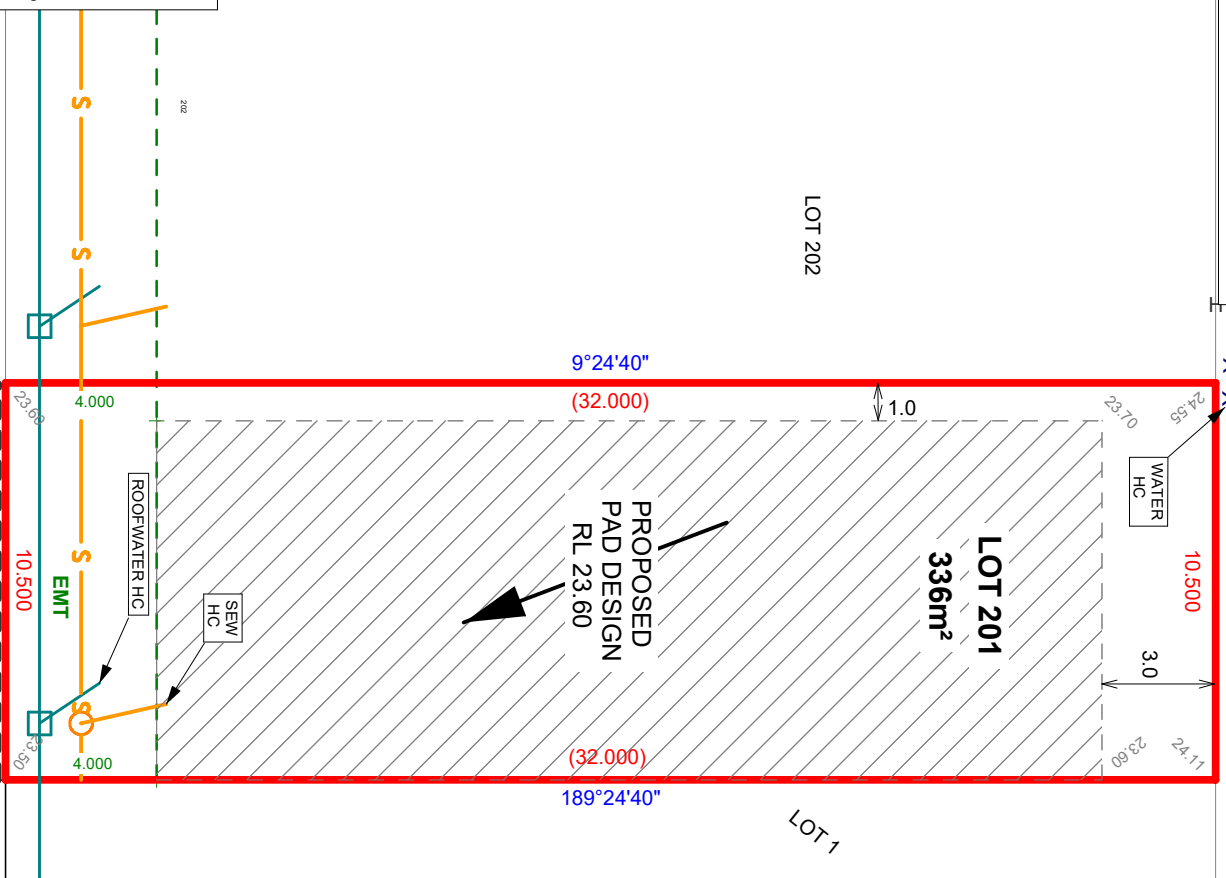 202
LOT 202
9°24'40"
(32.000)
1.0
4.000
23.60
23.70
24.55
WATER
HC
10.500
LOT 201
336m²
PROPOSED
PAD DESIGN
RL 23.60
ROOFWATER HC
SEW
HC
EMT
10.500
S
S
S
S
3.0
23.50
4.000
(32.000)
23.60
24.11
189°24'40"
LOT 1